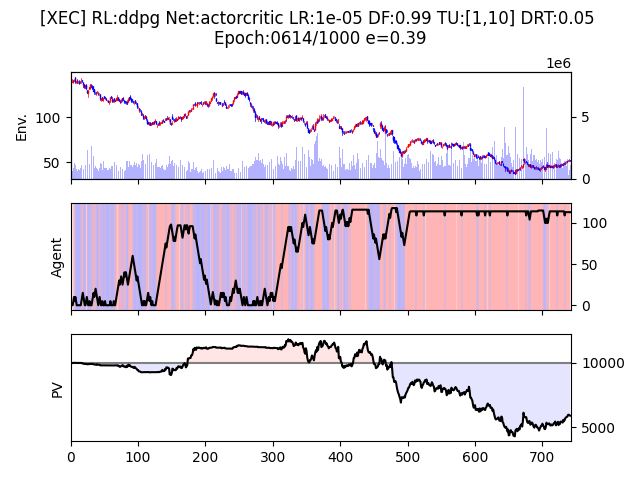 [XEC] RL:ddpg Net:actorcritic LR:1e-05 DF:0.99 TU:[1,10] DRT:0.05
Epoch:0614/1000 e=0.39
1e6
Env.
100
50
5
0
Agent
100
50
0
PV
10000
5000
0 100 200 300 400 500 600 700